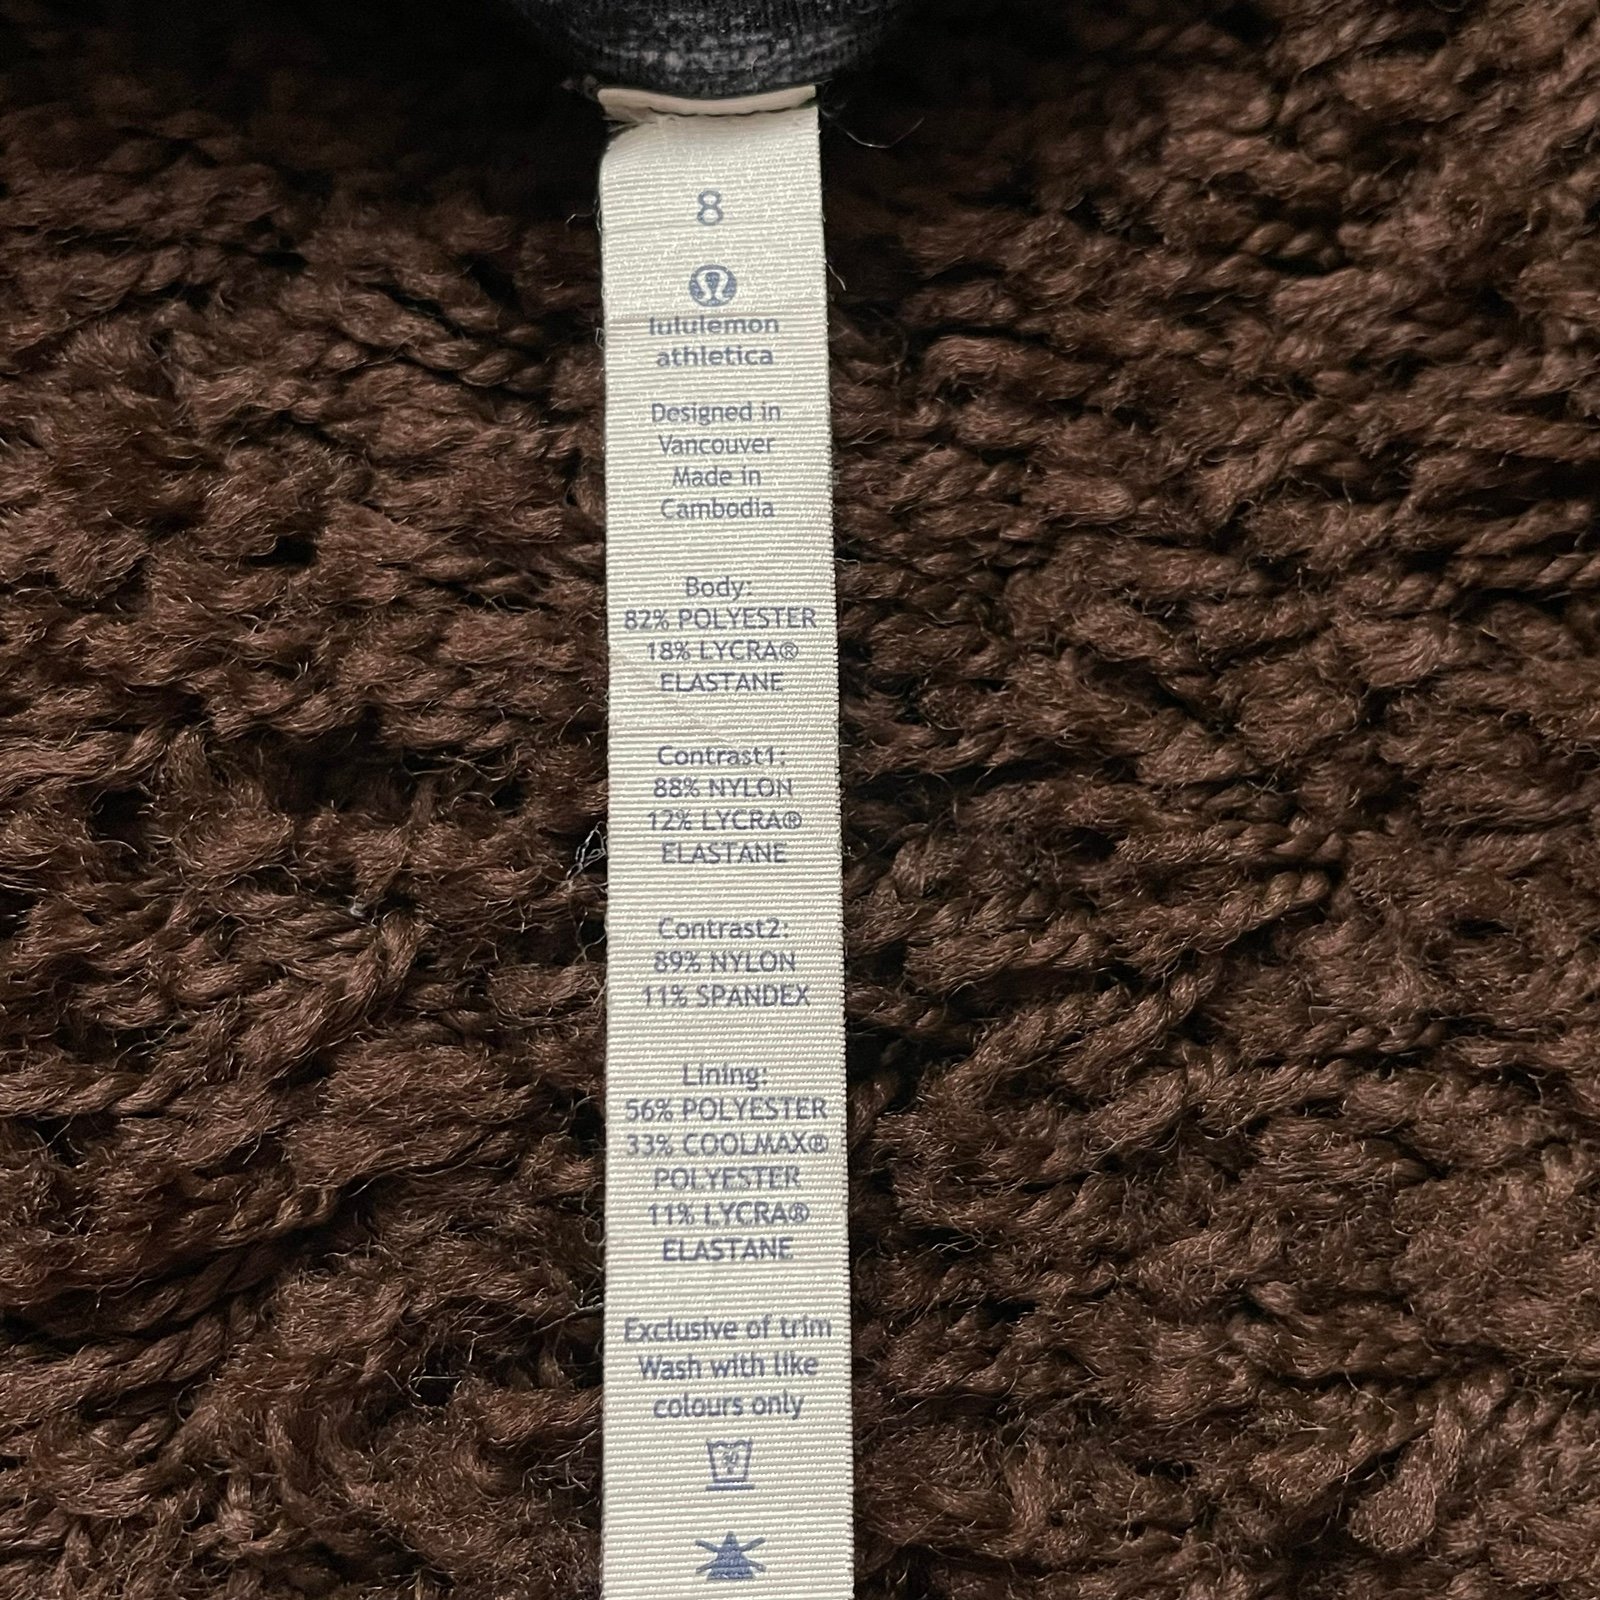 8
lululemon
athletica
Designed in
Vancouver
Made in
Cambodia
Body:
82% POLYESTER
18% LYCRA®
ELASTANE
Contrast1:
88% NYLON
12% LYCRA®
ELASTANE
Contrast2:
89% NYLON
11% SPANDEX
Lining:
56% POLYESTER
33% COOLMAX®
POLYESTER
11% LYCRA®
ELASTANE
Exclusive of trim
Wash with like
colours only